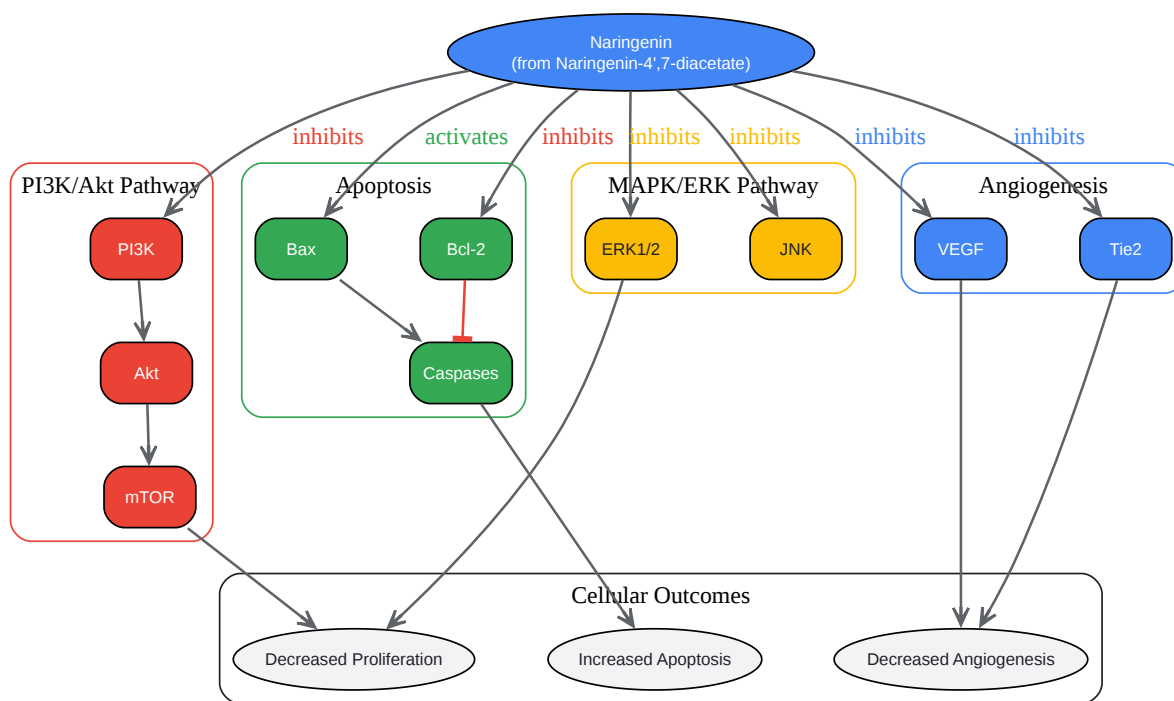 Naringenin
(from Naringenin-4',7-diacetate)
inhibits
activates
inhibits
inhibits
inhibits
inhibits
inhibits
PI3K/Akt Pathway
Apoptosis
MAPK/ERK Pathway
Angiogenesis
PI3K
Bax
Bcl-2
ERK1/2
JNK
VEGF
Tie2
Akt
Caspases
mTOR
Cellular Outcomes
Decreased Proliferation
Increased Apoptosis
Decreased Angiogenesis